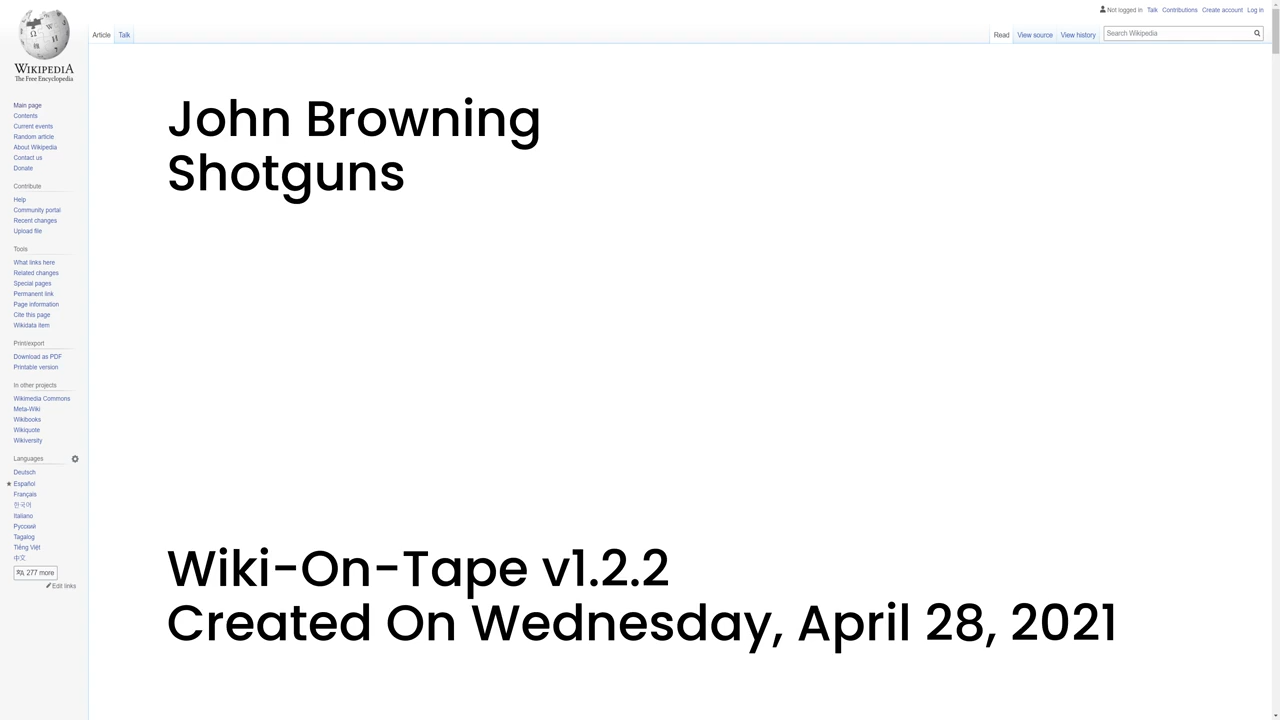 Not logged in Talk Contributions Create account Log in
Article Talk Read View source View history Search Wikipedia
WIKIPEDIA
The Free Encyclopedia
Main page
Contents
Current events
Random article
About Wikipedia
Contact us
Donate
Contribute
Help
Community portal
Recent changes
Upload file
Tools
What links here
Related changes
Special pages
Permanent link
Page information
Cite this page
Wikidata item
Print/export
Download as PDF
Printable version
In other projects
Wikimedia Commons
Meta-Wiki
Wikibooks
Wikiquote
Wikiversity
Languages
Deutsch
Español
Français
한국어
Italiano
Русский
Tagalog
Tiếng Việt
中文
277 more
Edit links
John Browning
Shotguns
Wiki-On-Tape v1.2.2
Created On Wednesday, April 28, 2021